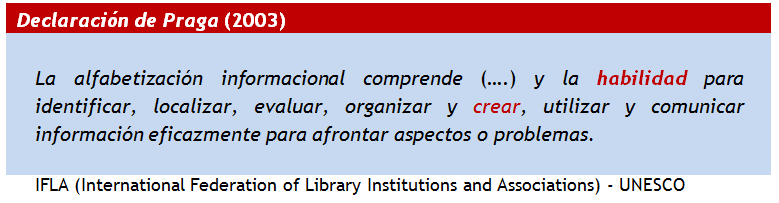 Declaración de Praga (2003)
La alfabetización informacional comprende (....) y la habilidad para
identificar, localizar, evaluar, organizar y crear, utilizar y comunicar
información eficazmente para afrontar aspectos o problemas.
IFLA (International Federation of Library Institutions and Associations) - UNESCO